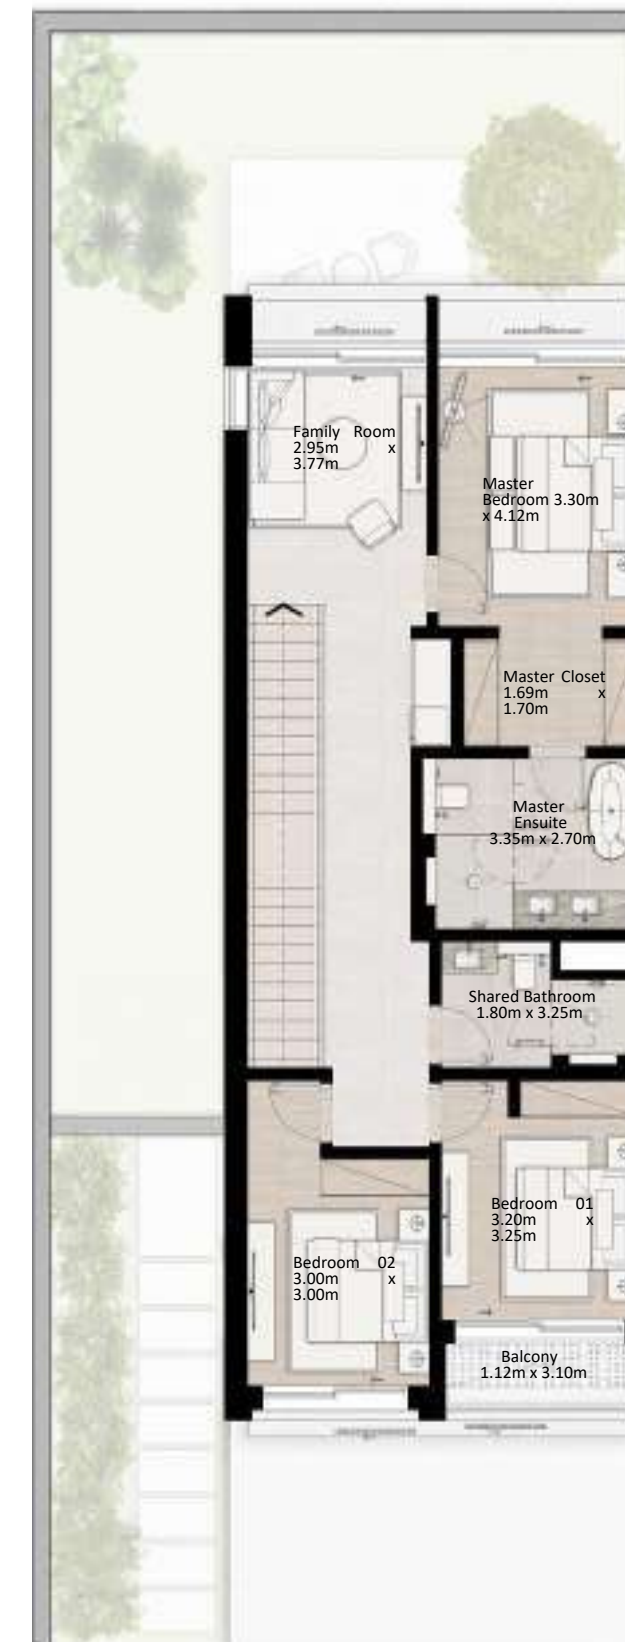 Family Room
2.95m x
3.77m
Master
Bedroom 3.30m
x 4.12m
Master Closet
1.69m x
1.70m
Master
Ensuite
3.35m x 2.70m
Shared Bathroom
1.80m x 3.25m
Bedroom 01
3.20m x
3.25m
Bedroom 02
3.00m x
3.00m
Balcony
1.12m x 3.10m